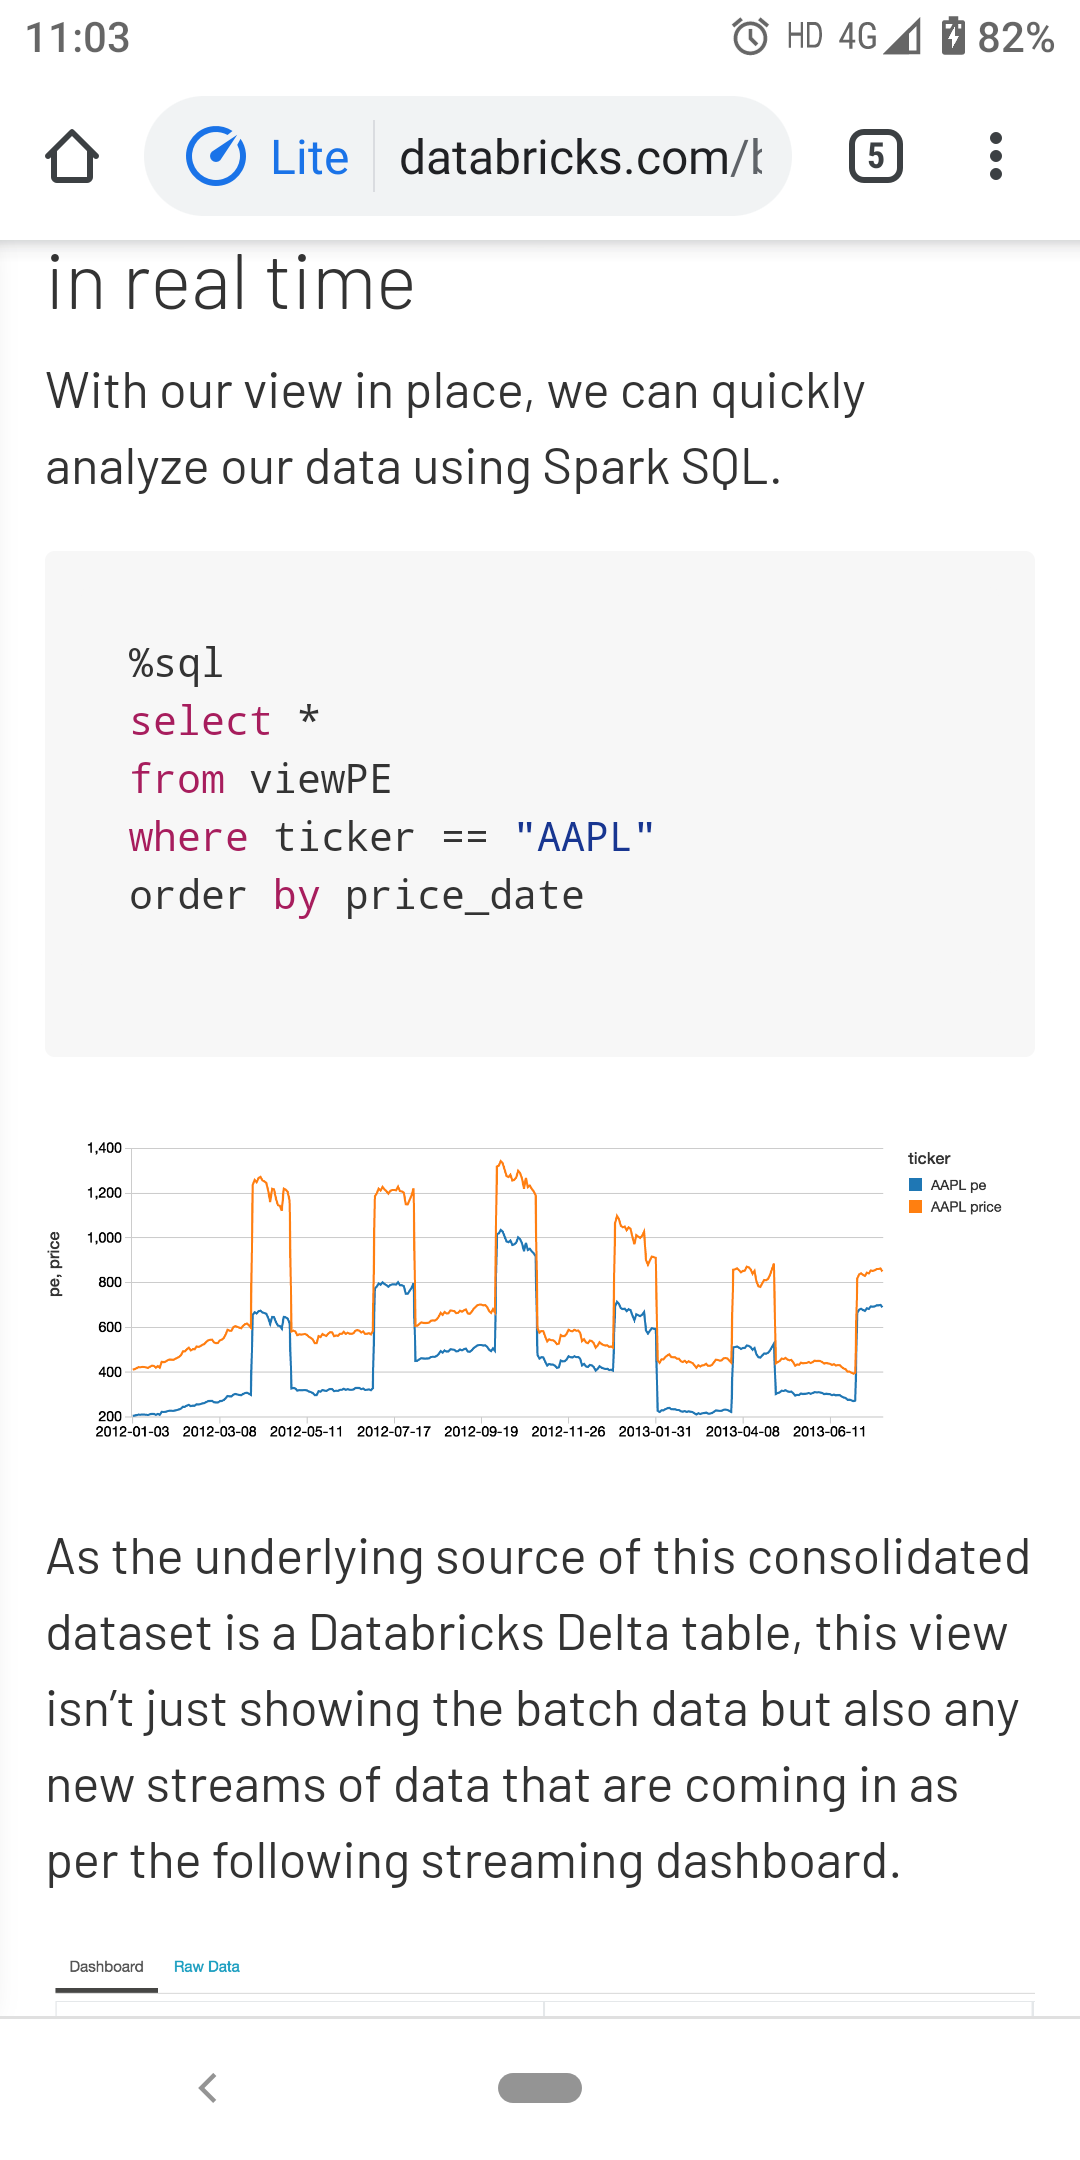 11:03 HD 4G 82%
Lite databricks.com/b 5
in real time
With our view in place, we can quickly
analyze our data using Spark SQL.
%sql
select *
from viewPE
where ticker == "AAPL"
order by price_date
1,400
1,200
1,000
800
600
400
200
pe, price
2012-01-03 2012-03-08 2012-05-11 2012-07-17 2012-09-19 2012-11-26 2013-01-31 2013-04-08 2013-06-11
ticker
AAPL pe
AAPL price
As the underlying source of this consolidated
dataset is a Databricks Delta table, this view
isn’t just showing the batch data but also any
new streams of data that are coming in as
per the following streaming dashboard.
Dashboard Raw Data